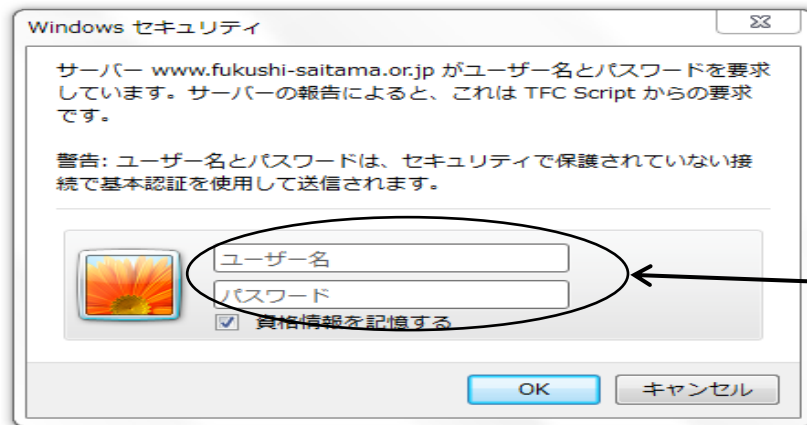 Windows セキュリティ
サーバー www.fukushi-saitama.or.jp がユーザー名とパスワードを要求
しています。サーバーの報告によると、これは TFC Script からの要求
です。
警告: ユーザー名とパスワードは、セキュリティで保護されていない接
続で基本認証を使用して送信されます。
ユーザー名
パスワード
資格情報を記憶する
OK キャンセル